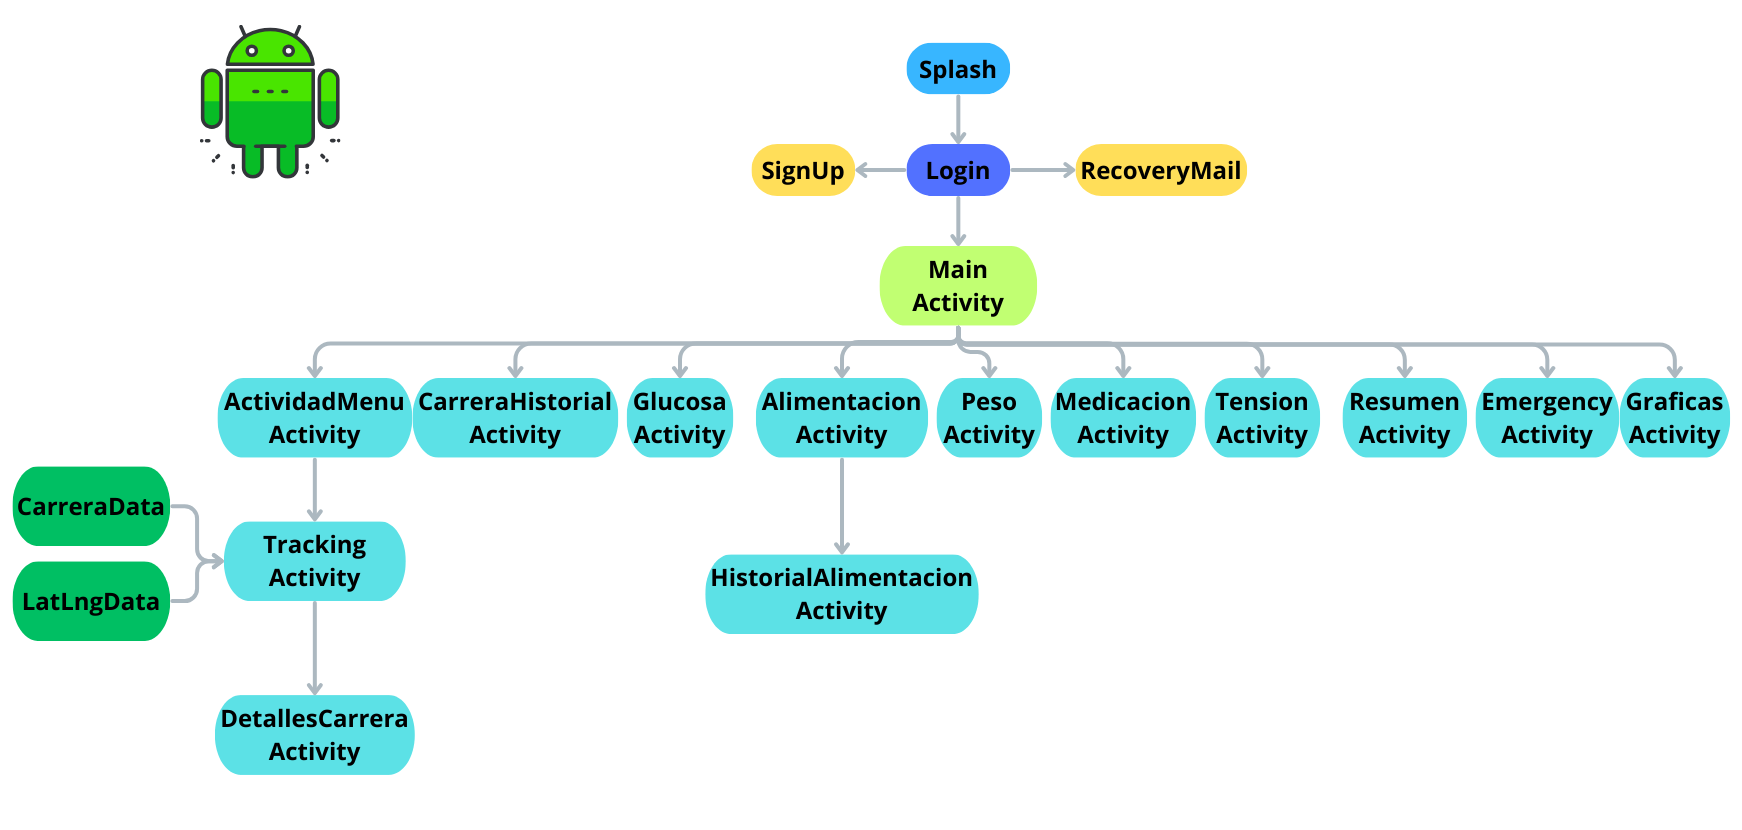 Splash
SignUp
Login
RecoveryMail
Main
Activity
ActividadMenu
Activity
CarreraHistorial
Activity
Glucosa
Activity
Alimentacion
Activity
Peso
Activity
Medicacion
Activity
Tension
Activity
Resumen
Activity
Emergency
Activity
Graficas
Activity
CarreraData
LatLngData
Tracking
Activity
HistorialAlimentacion
Activity
DetallesCarrera
Activity